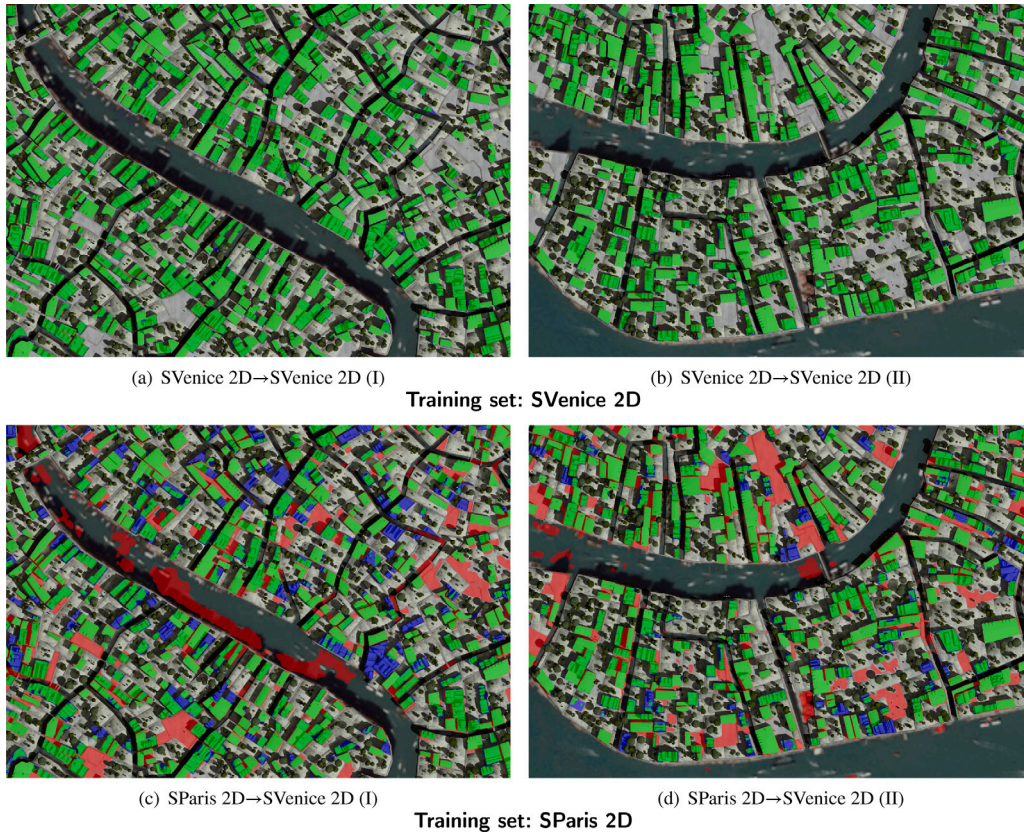 (a) SVenice 2D→SVenice 2D (I)
(b) SVenice 2D→SVenice 2D (II)
Training set: SVenice 2D
(c) SParis 2D→SVenice 2D (I)
(d) SParis 2D→SVenice 2D (II)
Training set: SParis 2D